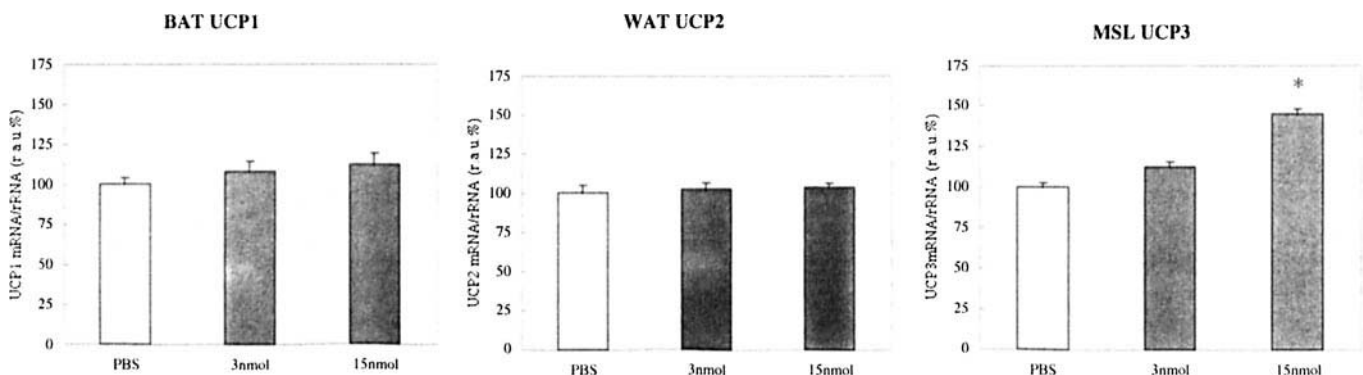 BAT UCP1
UCP1 mRNA/rRNA (r a u %)
175
150
125
100
75
50
25
0
PBS
3nmol
15nmol
WAT UCP2
UCP2 mRNA/rRNA (r a u %)
175
150
125
100
75
50
25
0
PBS
3nmol
15nmol
MSL UCP3
UCP3mRNA/rRNA (r a u %)
175
150
125
100
75
50
25
0
*
PBS
3nmol
15nmol